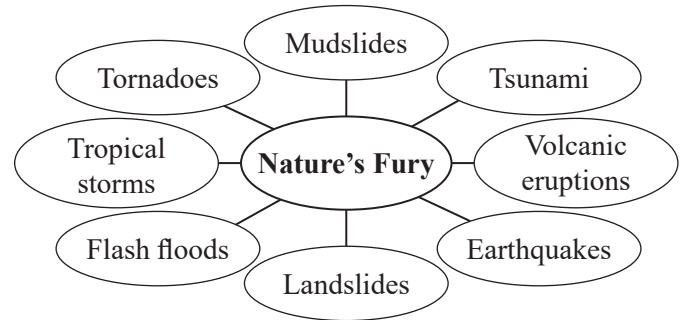 Mudslides
Tornadoes
Tsunami
Tropical
storms
Nature’s Fury
Volcanic
eruptions
Flash floods
Earthquakes
Landslides